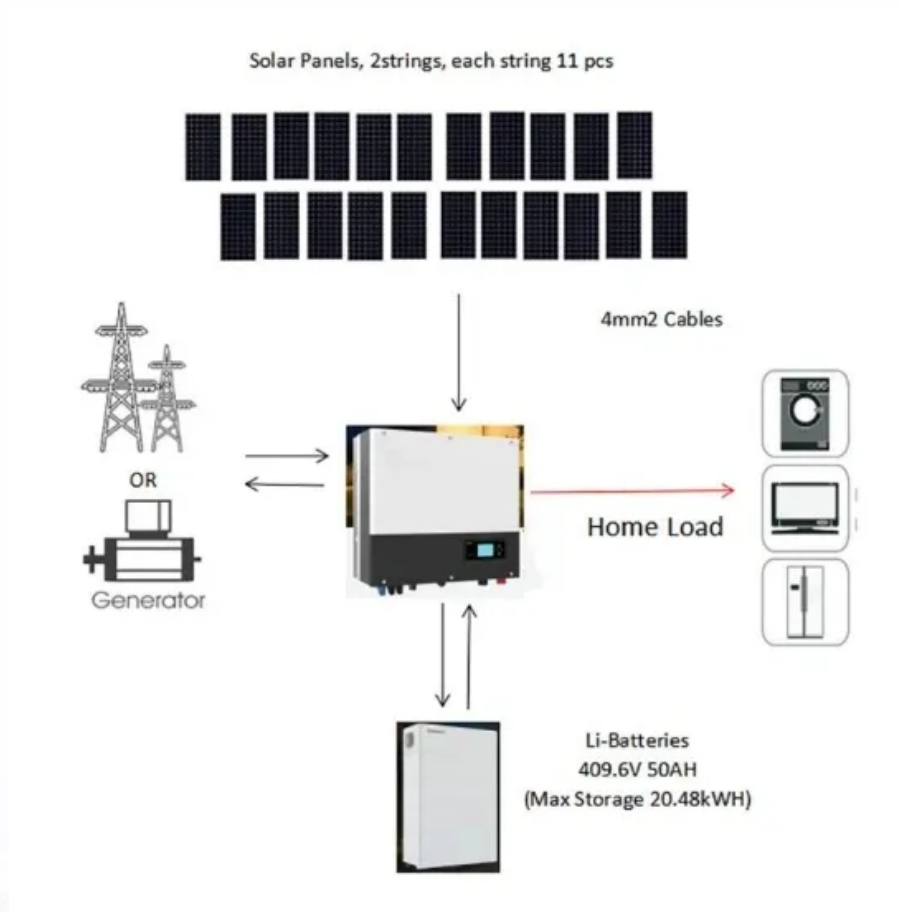 Solar Panels, 2strings, each string 11 pcs
4mm2 Cables
OR
Generator
Home Load
Li-Batteries
409.6V 50AH
(Max Storage 20.48kWH)